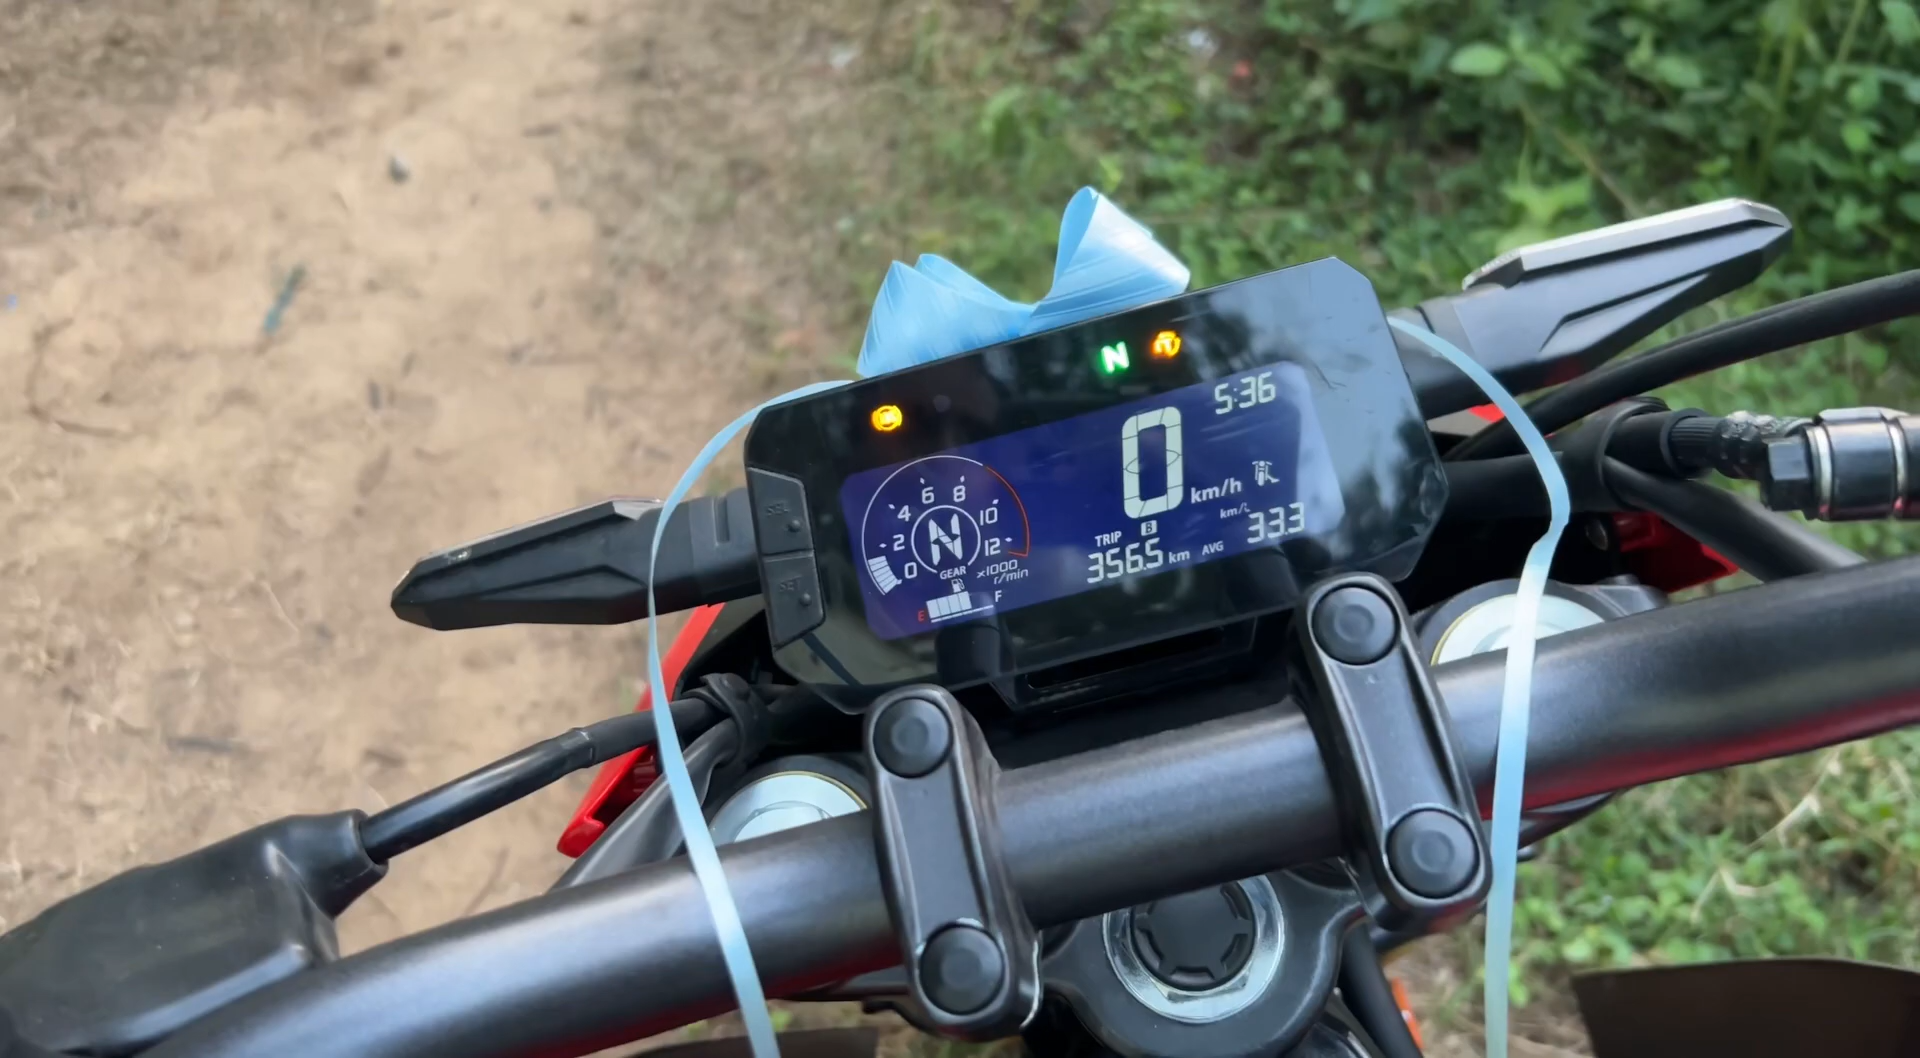 N
5:36
0 km/h
km/L
TRIP B
356.5 km AVG 33.3
0 2 4 6 8 10 12
N
GEAR
x1000
r/min
E F
SEL
SET